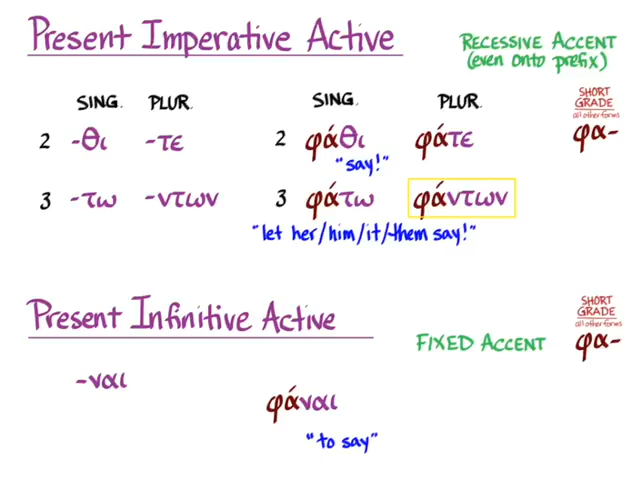 Present Imperative Active
RECESSIVE ACCENT
(even onto prefix)
SING. PLUR. SING. PLUR.
SHORT
GRADE
all other forms
φα-
2 -θι -τε 2 φάθι φάτε
"say!"
3 -τω -ντων 3 φάτω φάντων
"let her/him/it/them say!"
Present Infinitive Active
SHORT
GRADE
all other forms
φα-
FIXED ACCENT
-ναι
φάναι
"to say"